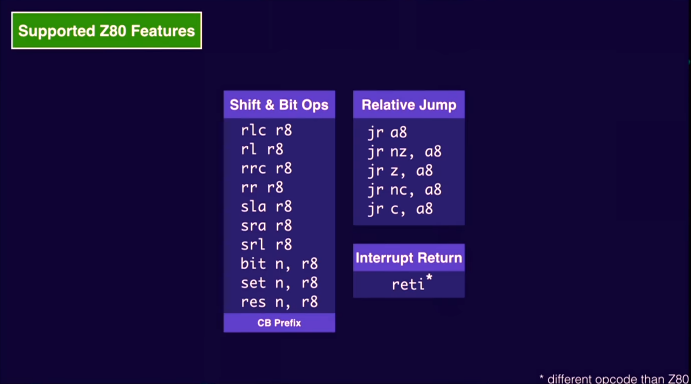 Supported Z80 Features
Shift & Bit Ops
rlc r8
rl r8
rrc r8
rr r8
sla r8
sra r8
srl r8
bit n, r8
set n, r8
res n, r8
CB Prefix
Relative Jump
jr a8
jr nz, a8
jr z, a8
jr nc, a8
jr c, a8
Interrupt Return
reti*
* different opcode than Z80